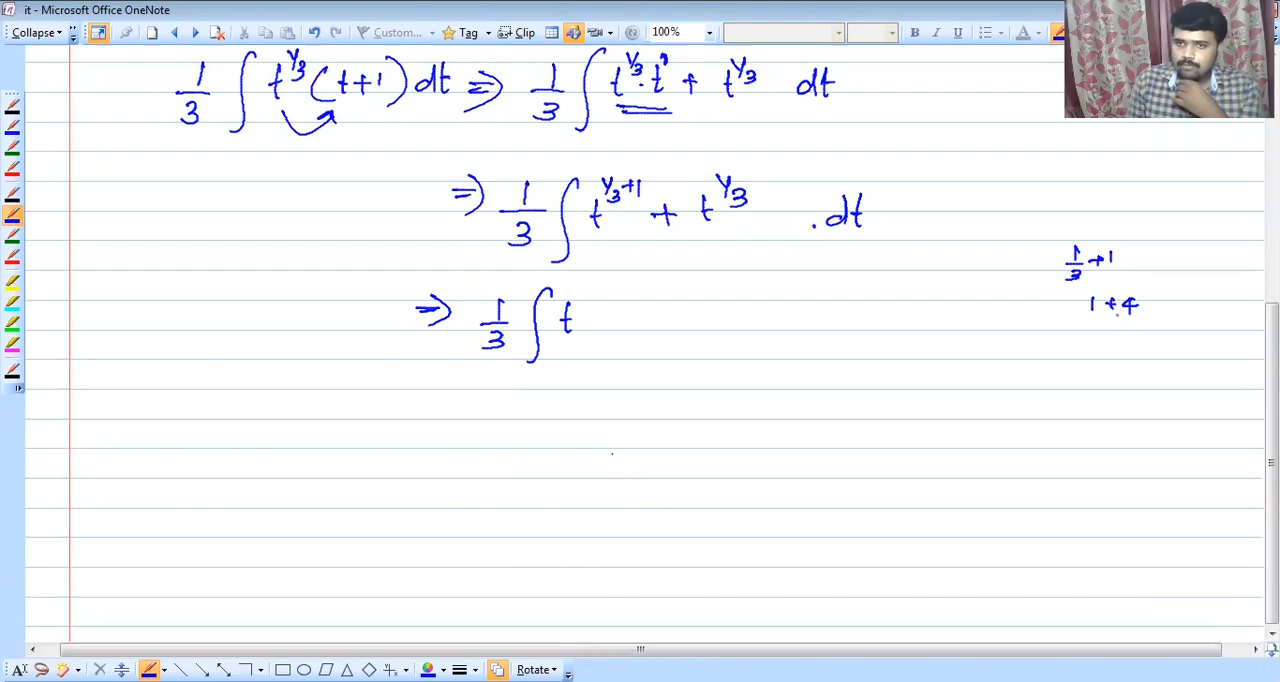 it - Microsoft Office OneNote
Collapse Custom... Tag Clip 100% B I U A
1/3 ∫ t^1/3 (t+1) dt ⇒ 1/3 ∫ t^1/3 . t^1 + t^1/3 dt
⇒ 1/3 ∫ t^1/3+1 + t^1/3 . dt
1/3 + 1
1 + 4
⇒ 1/3 ∫ t
Rotate